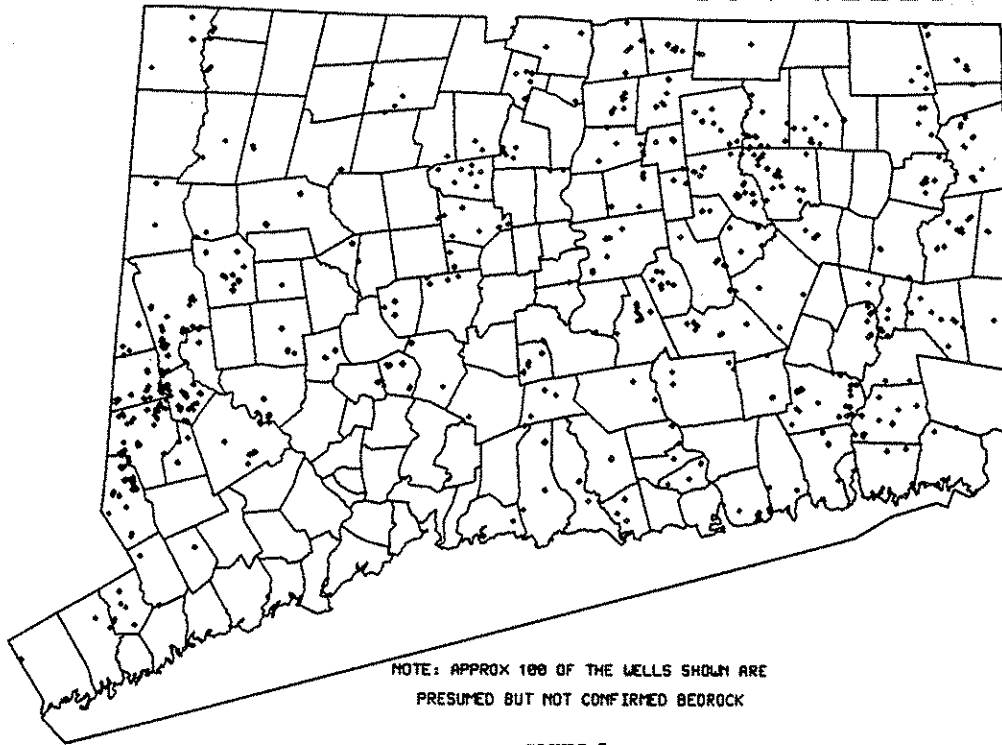 NOTE: APPROX 100 OF THE WELLS SHOWN ARE
PRESUMED BUT NOT CONFIRMED BEDROCK